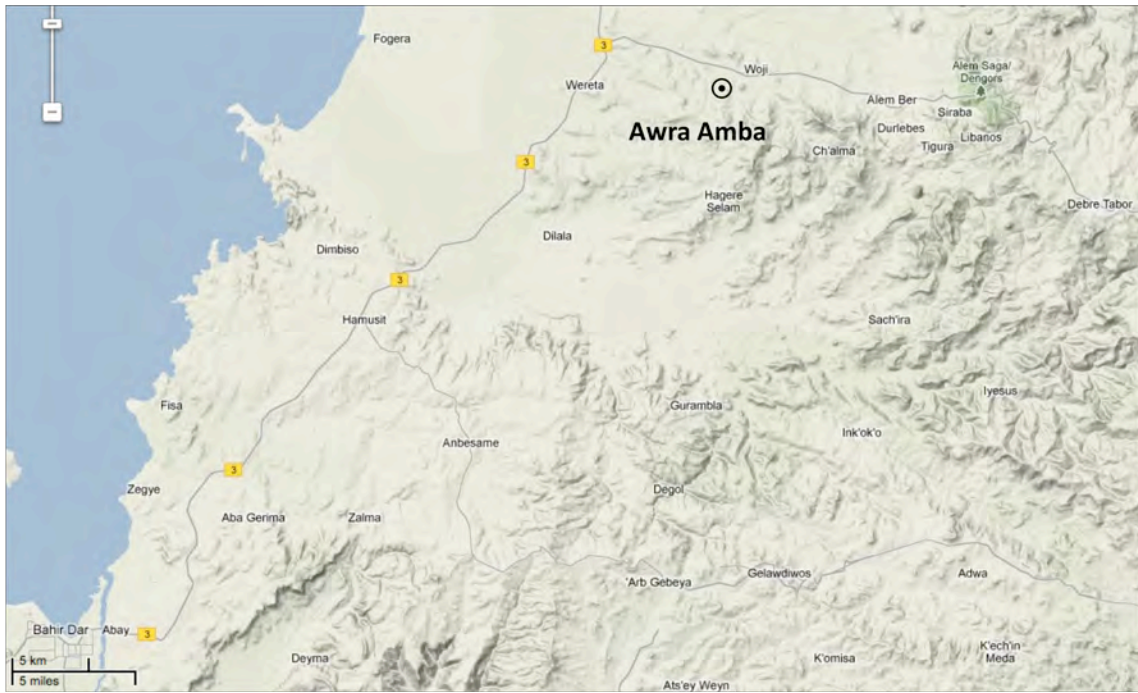 Fogera
3
Woji
Alem Saga/
Dengors
Wereta
Alem Ber
Siraba
Awra Amba
Durlebes
Libanos
Tigura
Ch'alma
3
Hagere
Selam
Debre Tabor
Dilala
Dimbiso
3
Hamusit
Sach'ira
Iyesus
Fisa
Gurambla
Ink'ok'o
Anbesame
3
Zegye
Degol
Aba Gerima
Zalma
'Arb Gebeya
Gelawdiwos
Adwa
Bahir Dar
Abay
3
K'ech'in
Meda
Deyma
K'omisa
5 km
5 miles
Ats'ey Weyn